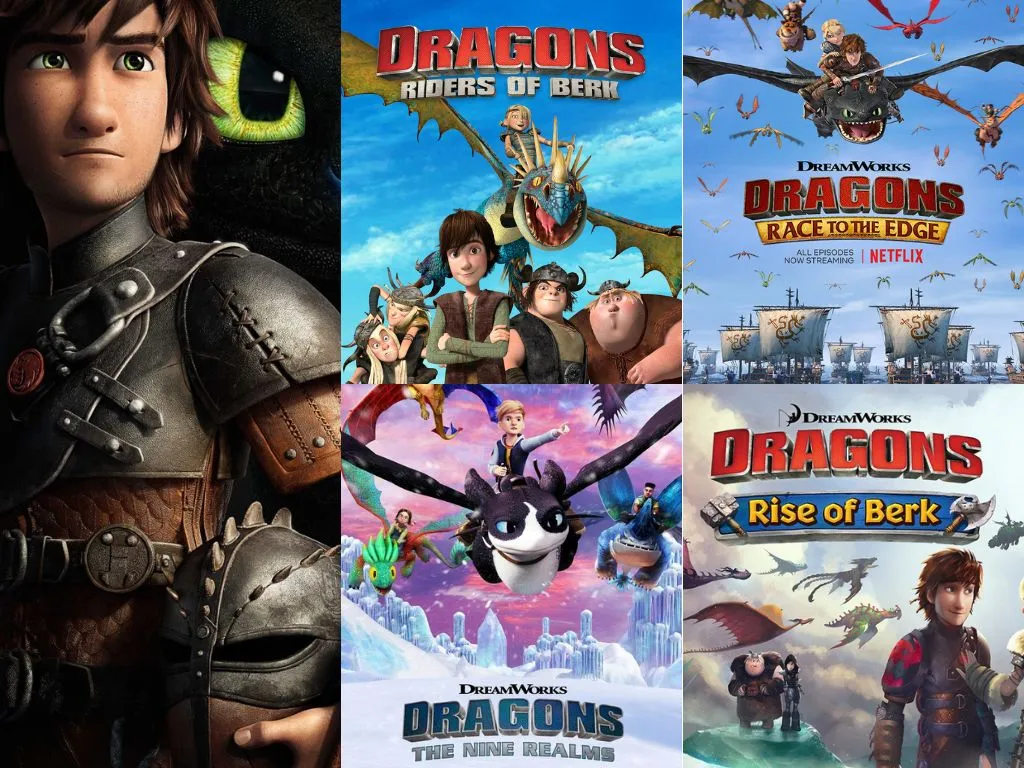 DRAGONS
RIDERS OF BERK
DREAMWORKS
DRAGONS
RACE TO THE EDGE
ALL EPISODES
NOW STREAMING | NETFLIX
DREAMWORKS
DRAGONS
THE NINE REALMS
DREAMWORKS
DRAGONS
Rise of Berk